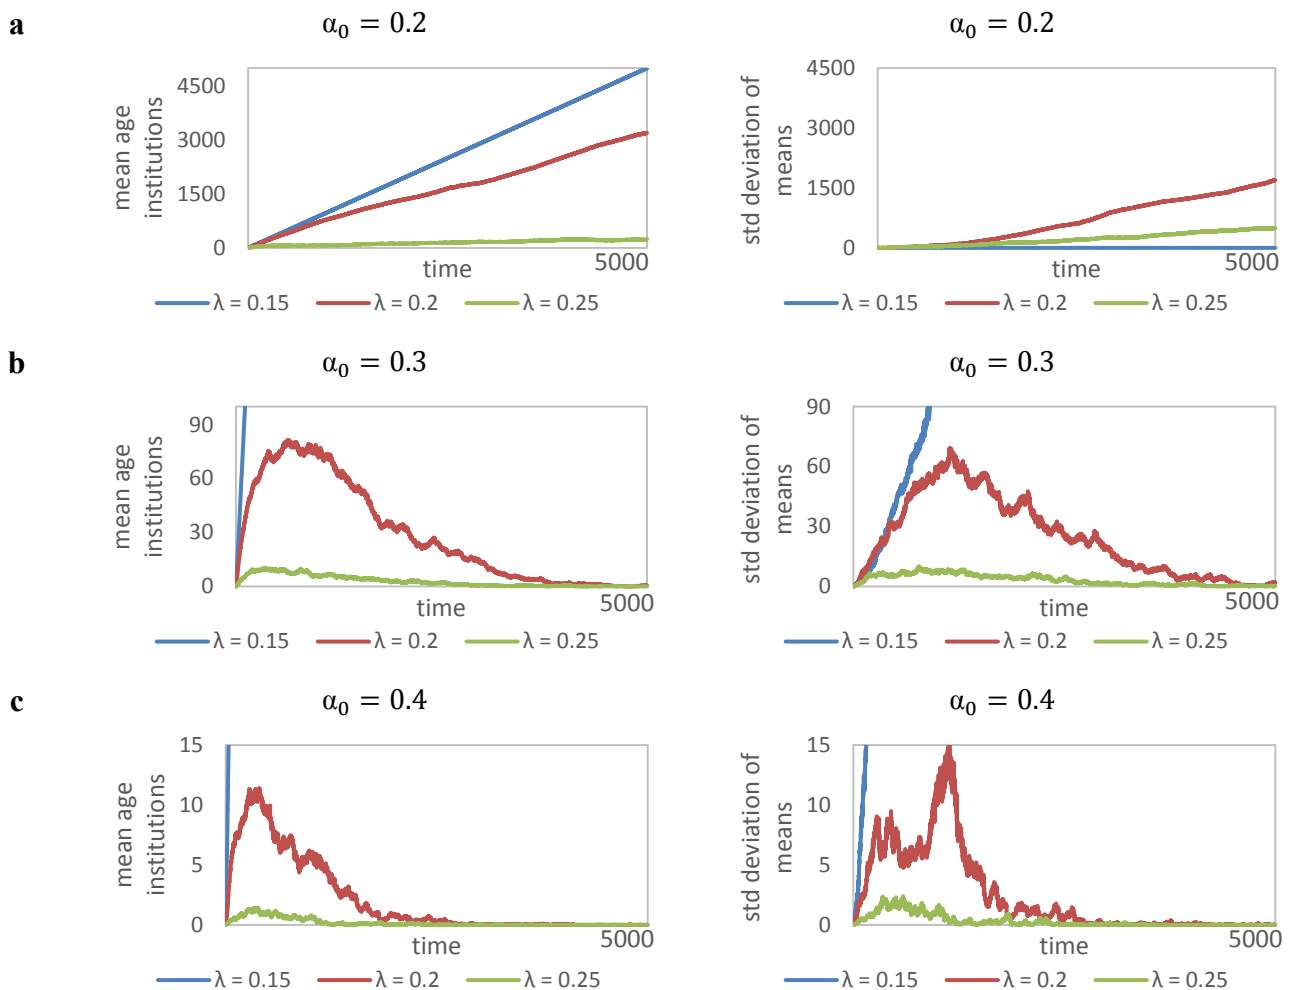 a
α₀ = 0.2
α₀ = 0.2
mean age
institutions
4500
3000
1500
0
time
5000
std deviation of
means
4500
3000
1500
0
time
5000
λ = 0.15 λ = 0.2 λ = 0.25
λ = 0.15 λ = 0.2 λ = 0.25
b
α₀ = 0.3
α₀ = 0.3
mean age
institutions
90
60
30
0
time
5000
std deviation of
means
90
60
30
0
time
5000
λ = 0.15 λ = 0.2 λ = 0.25
λ = 0.15 λ = 0.2 λ = 0.25
c
α₀ = 0.4
α₀ = 0.4
mean age
institutions
15
10
5
0
time
5000
std deviation of
means
15
10
5
0
time
5000
λ = 0.15 λ = 0.2 λ = 0.25
λ = 0.15 λ = 0.2 λ = 0.25